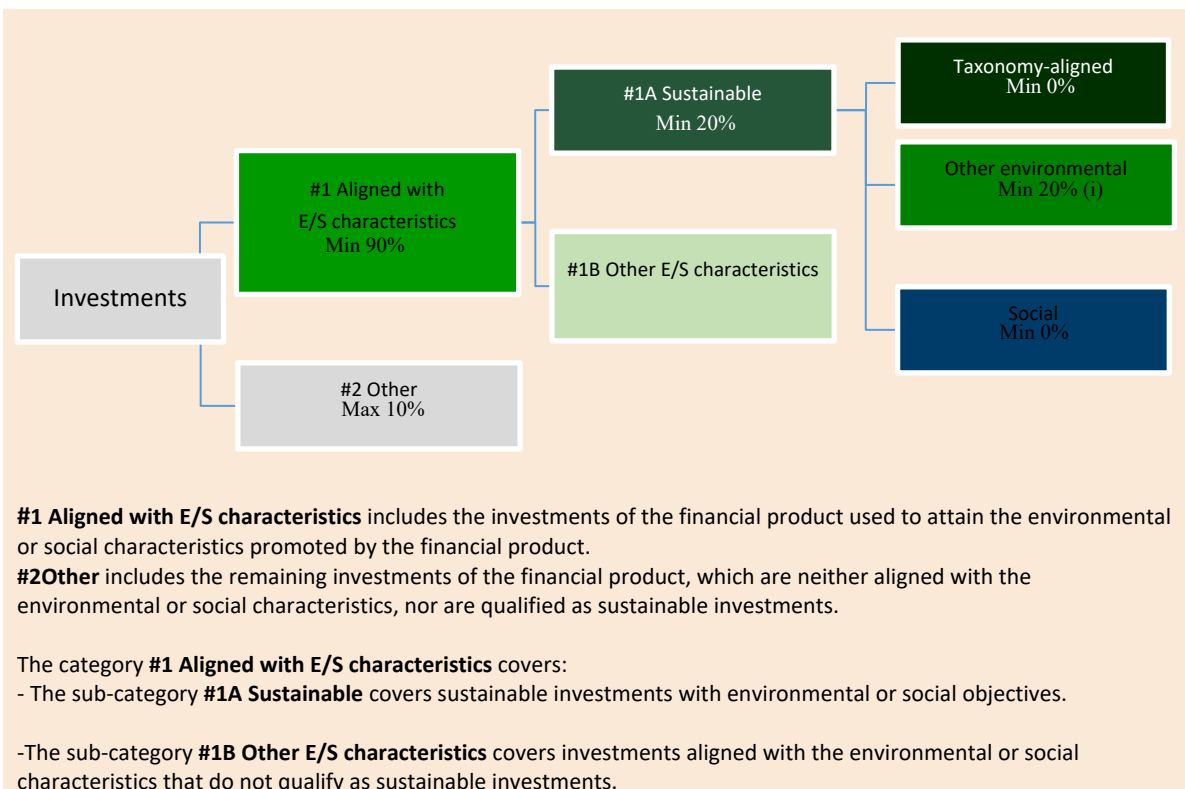 Investments
#1 Aligned with
E/S characteristics
Min 90%
#2 Other
Max 10%
#1A Sustainable
Min 20%
#1B Other E/S characteristics
Taxonomy-aligned
Min 0%
Other environmental
Min 20% (i)
Social
Min 0%
#1 Aligned with E/S characteristics includes the investments of the financial product used to attain the environmental
or social characteristics promoted by the financial product.
#2Other includes the remaining investments of the financial product, which are neither aligned with the
environmental or social characteristics, nor are qualified as sustainable investments.
The category #1 Aligned with E/S characteristics covers:
- The sub-category #1A Sustainable covers sustainable investments with environmental or social objectives.
-The sub-category #1B Other E/S characteristics covers investments aligned with the environmental or social
characteristics that do not qualify as sustainable investments.